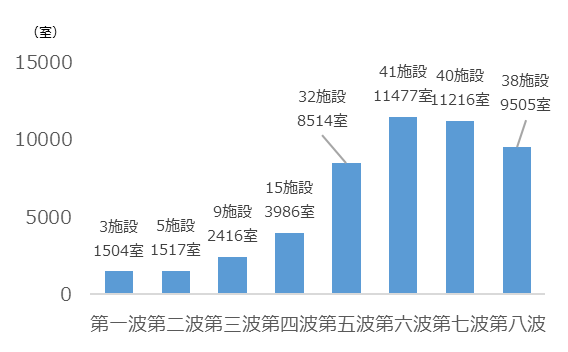 （室）
15000
10000
5000
0
3施設
1504室
5施設
1517室
9施設
2416室
15施設
3986室
32施設
8514室
41施設
11477室
40施設
11216室
38施設
9505室
第一波 第二波 第三波 第四波 第五波 第六波 第七波 第八波